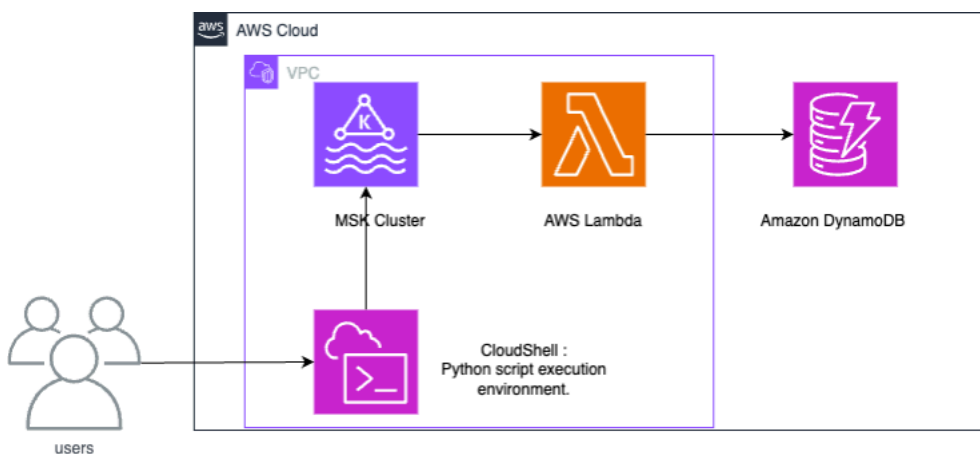 aws
AWS Cloud
VPC
K
MSK Cluster
AWS Lambda
Amazon DynamoDB
CloudShell :
Python script execution
environment.
users